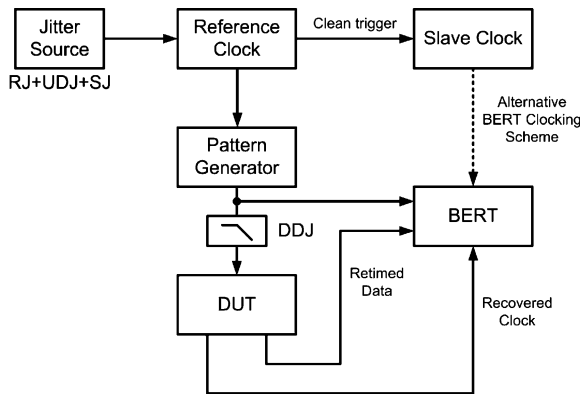 Jitter
Source
RJ+UDJ+SJ
Reference
Clock
Clean trigger
Slave Clock
Alternative
BERT Clocking
Scheme
Pattern
Generator
BERT
DDJ
DUT
Retimed
Data
Recovered
Clock